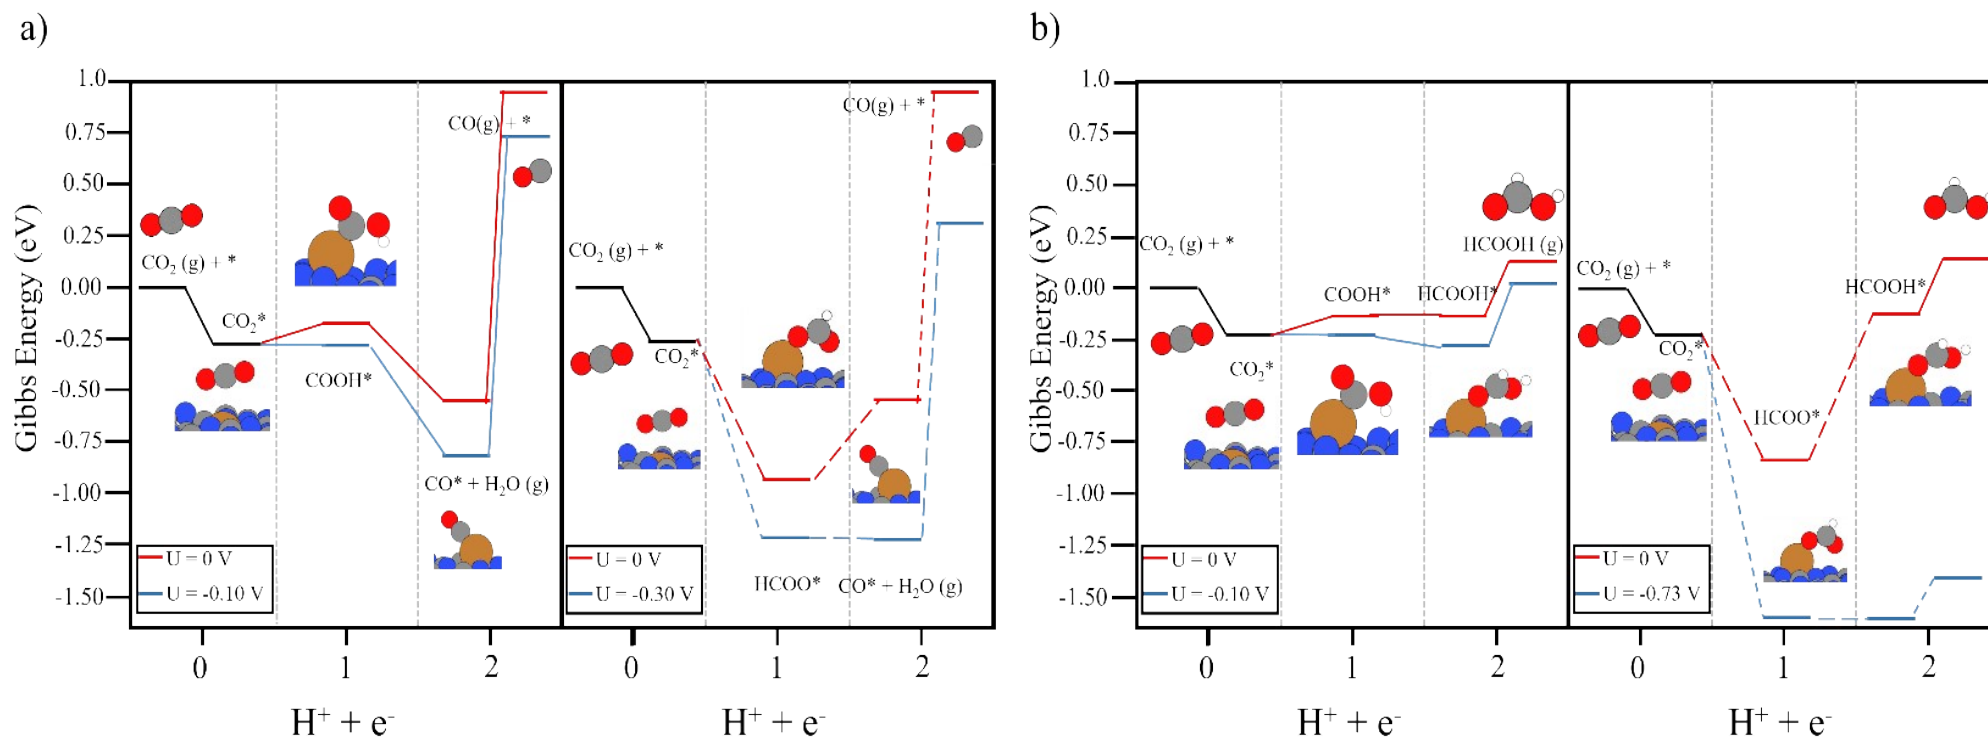 a)
b)
Gibbs Energy (eV)
1.0
0.75
0.50
0.25
0.00
-0.25
-0.50
-0.75
-1.00
-1.25
-1.50
CO₂ (g) + *
CO₂*
COOH*
CO* + H₂O (g)
CO(g) + *
U = 0 V
U = -0.10 V
0
1
2
H⁺ + e⁻
CO₂ (g) + *
CO₂*
HCOO*
CO* + H₂O (g)
CO(g) + *
U = 0 V
U = -0.30 V
0
1
2
H⁺ + e⁻
Gibbs Energy (eV)
1.0
0.75
0.50
0.25
0.00
-0.25
-0.50
-0.75
-1.00
-1.25
-1.50
CO₂ (g) + *
CO₂*
COOH*
HCOOH*
HCOOH (g)
U = 0 V
U = -0.10 V
0
1
2
H⁺ + e⁻
CO₂ (g) + *
CO₂*
HCOO*
HCOOH*
U = 0 V
U = -0.73 V
0
1
2
H⁺ + e⁻